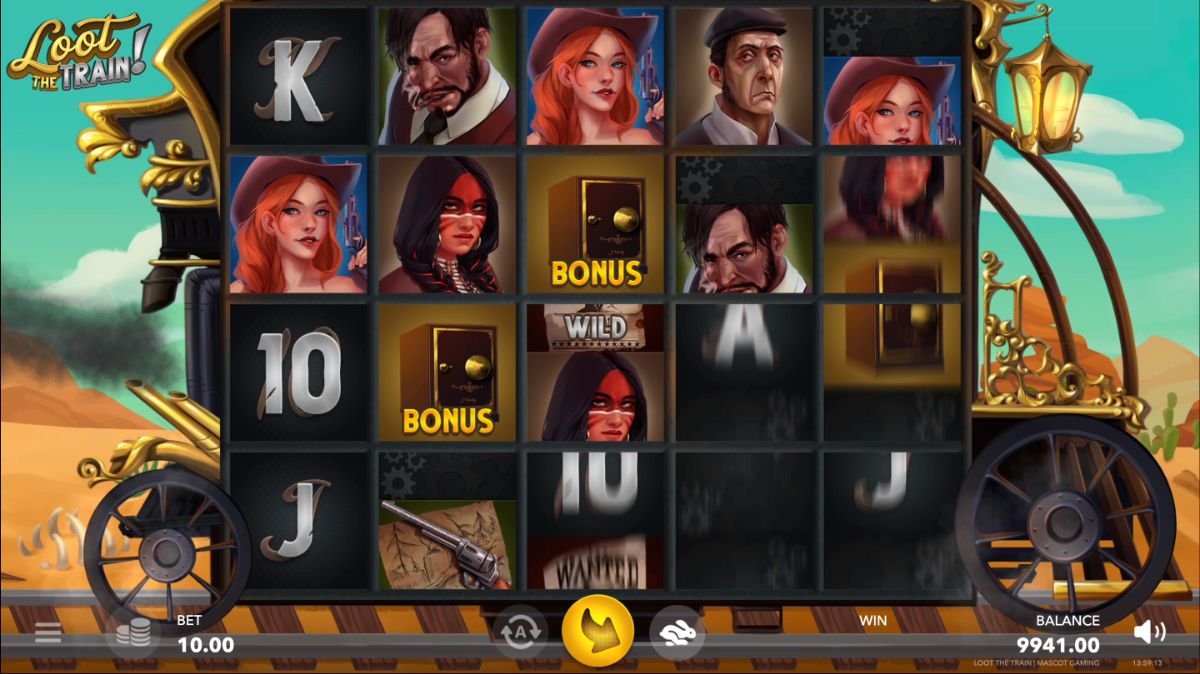 Loot
THE TRAIN!
K
BONUS
WILD
10
BONUS
A
J
10
J
WANTED
BET
10.00
A
WIN
BALANCE
9941.00
LOOT THE TRAIN | MASCOT GAMING
13:59:13